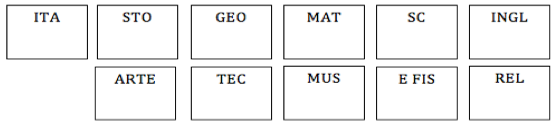 ITA STO GEO MAT SC INGL
ARTE TEC MUS E FIS REL